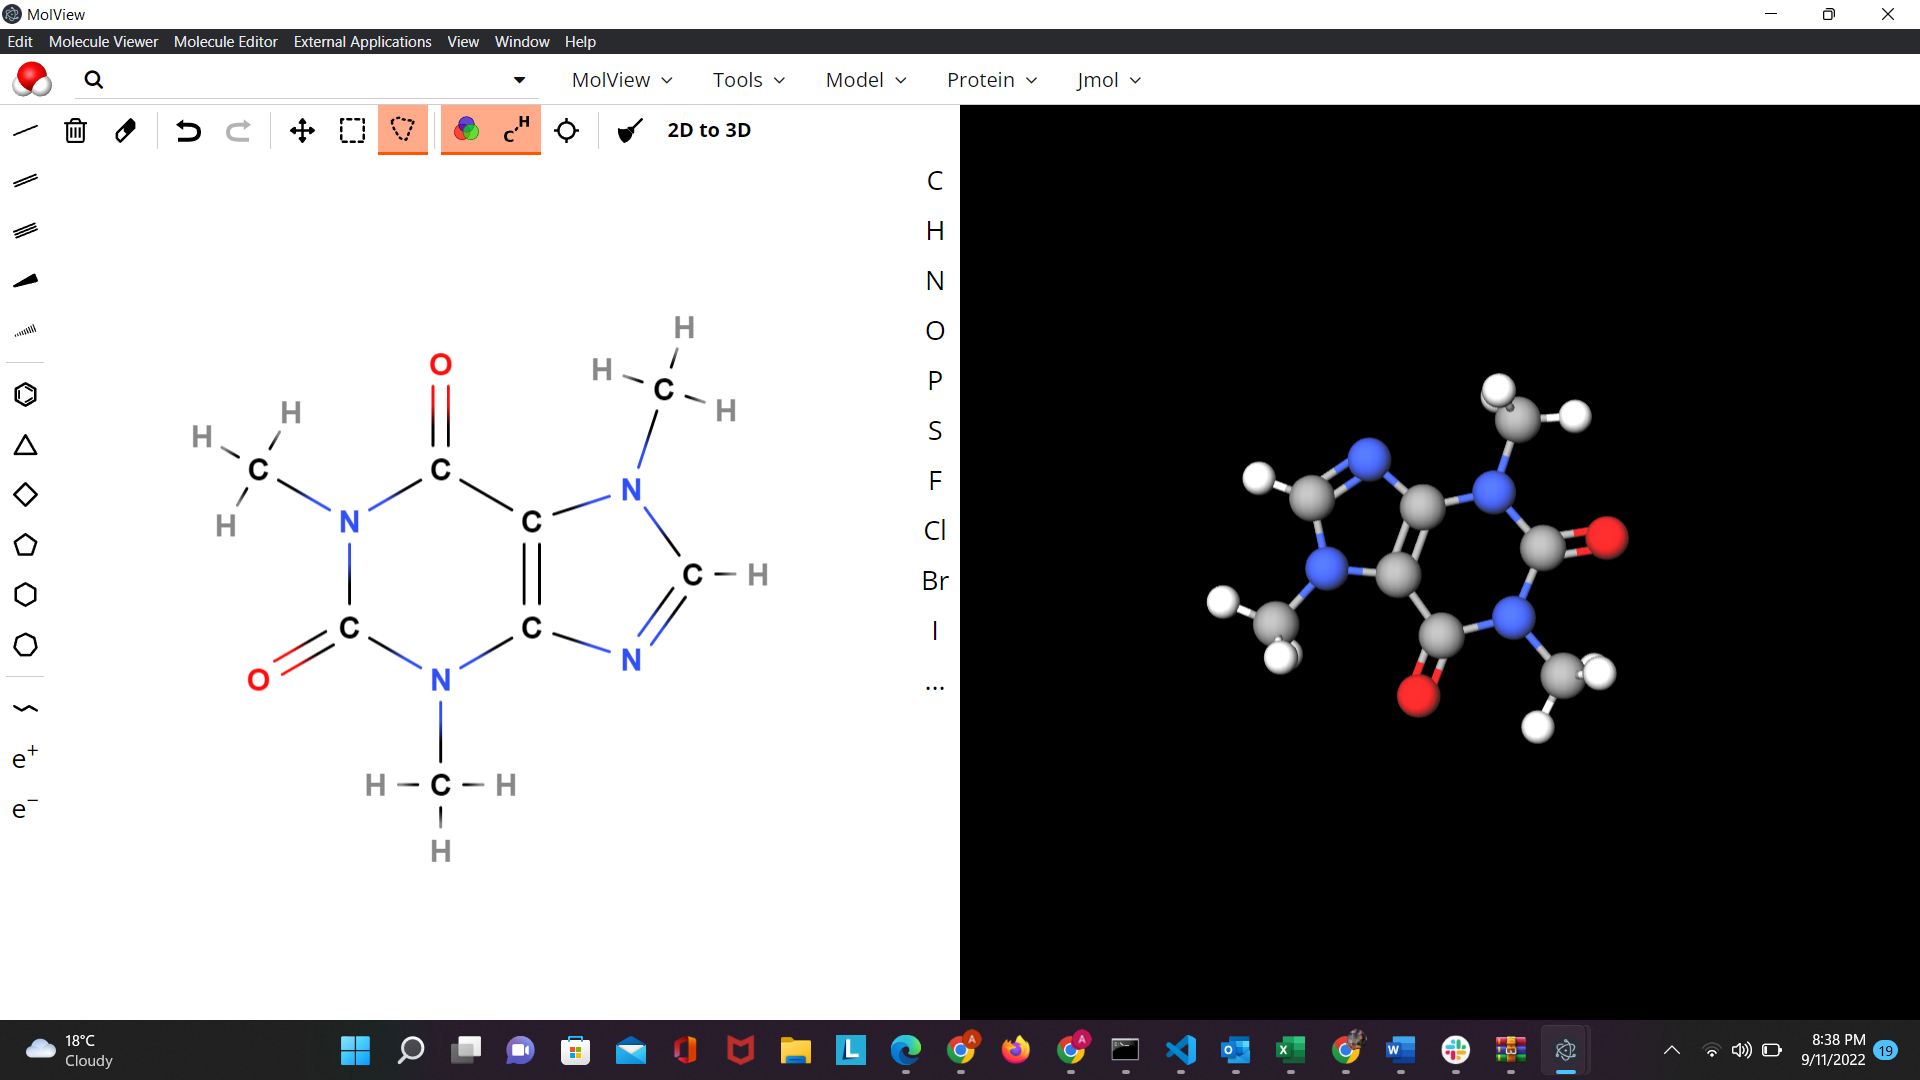 MolView
Edit Molecule Viewer Molecule Editor External Applications View Window Help
MolView Tools Model Protein Jmol
C H 2D to 3D
C
H
N
O
P
S
F
Cl
Br
I
...
H
O
H C
H H
H
C C
H N
N C
C H
C C
N
O N
H C H
H
e+
e−
18°C
Cloudy
L
A
A
8:38 PM
9/11/2022
19